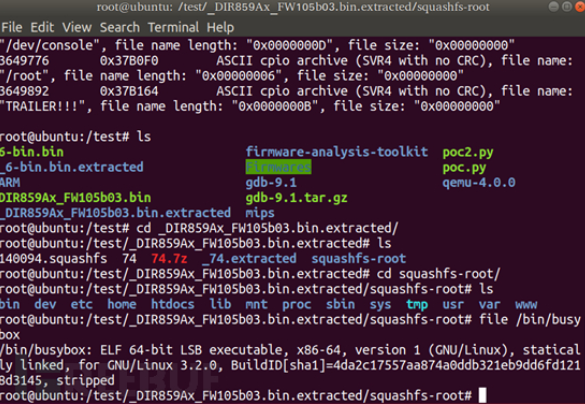 root@ubuntu: /test/_DIR859Ax_FW105b03.bin.extracted/squashfs-root
File Edit View Search Terminal Help
"/dev/console", file name length: "0x0000000D", file size: "0x00000000"
3649776 0x37B0F0 ASCII cpio archive (SVR4 with no CRC), file name:
"/root", file name length: "0x00000006", file size: "0x00000000"
3649892 0x37B164 ASCII cpio archive (SVR4 with no CRC), file name:
"TRAILER!!!", file name length: "0x0000000B", file size: "0x00000000"
root@ubuntu:/test# ls
6-bin.bin firmware-analysis-toolkit poc2.py
_6-bin.bin.extracted Firmwares poc.py
ARM gdb-9.1 qemu-4.0.0
DIR859Ax_FW105b03.bin gdb-9.1.tar.gz
_DIR859Ax_FW105b03.bin.extracted mips
root@ubuntu:/test# cd _DIR859Ax_FW105b03.bin.extracted/
root@ubuntu:/test/_DIR859Ax_FW105b03.bin.extracted# ls
140094.squashfs 74 74.7z _74.extracted squashfs-root
root@ubuntu:/test/_DIR859Ax_FW105b03.bin.extracted# cd squashfs-root/
root@ubuntu:/test/_DIR859Ax_FW105b03.bin.extracted/squashfs-root# ls
bin dev etc home htdocs lib mnt proc sbin sys tmp usr var www
root@ubuntu:/test/_DIR859Ax_FW105b03.bin.extracted/squashfs-root# file /bin/busy
box
/bin/busybox: ELF 64-bit LSB executable, x86-64, version 1 (GNU/Linux), statical
ly linked, for GNU/Linux 3.2.0, BuildID[sha1]=4da2c17557aa874a0ddb321eb9dd6fd121
8d3145, stripped
root@ubuntu:/test/_DIR859Ax_FW105b03.bin.extracted/squashfs-root#